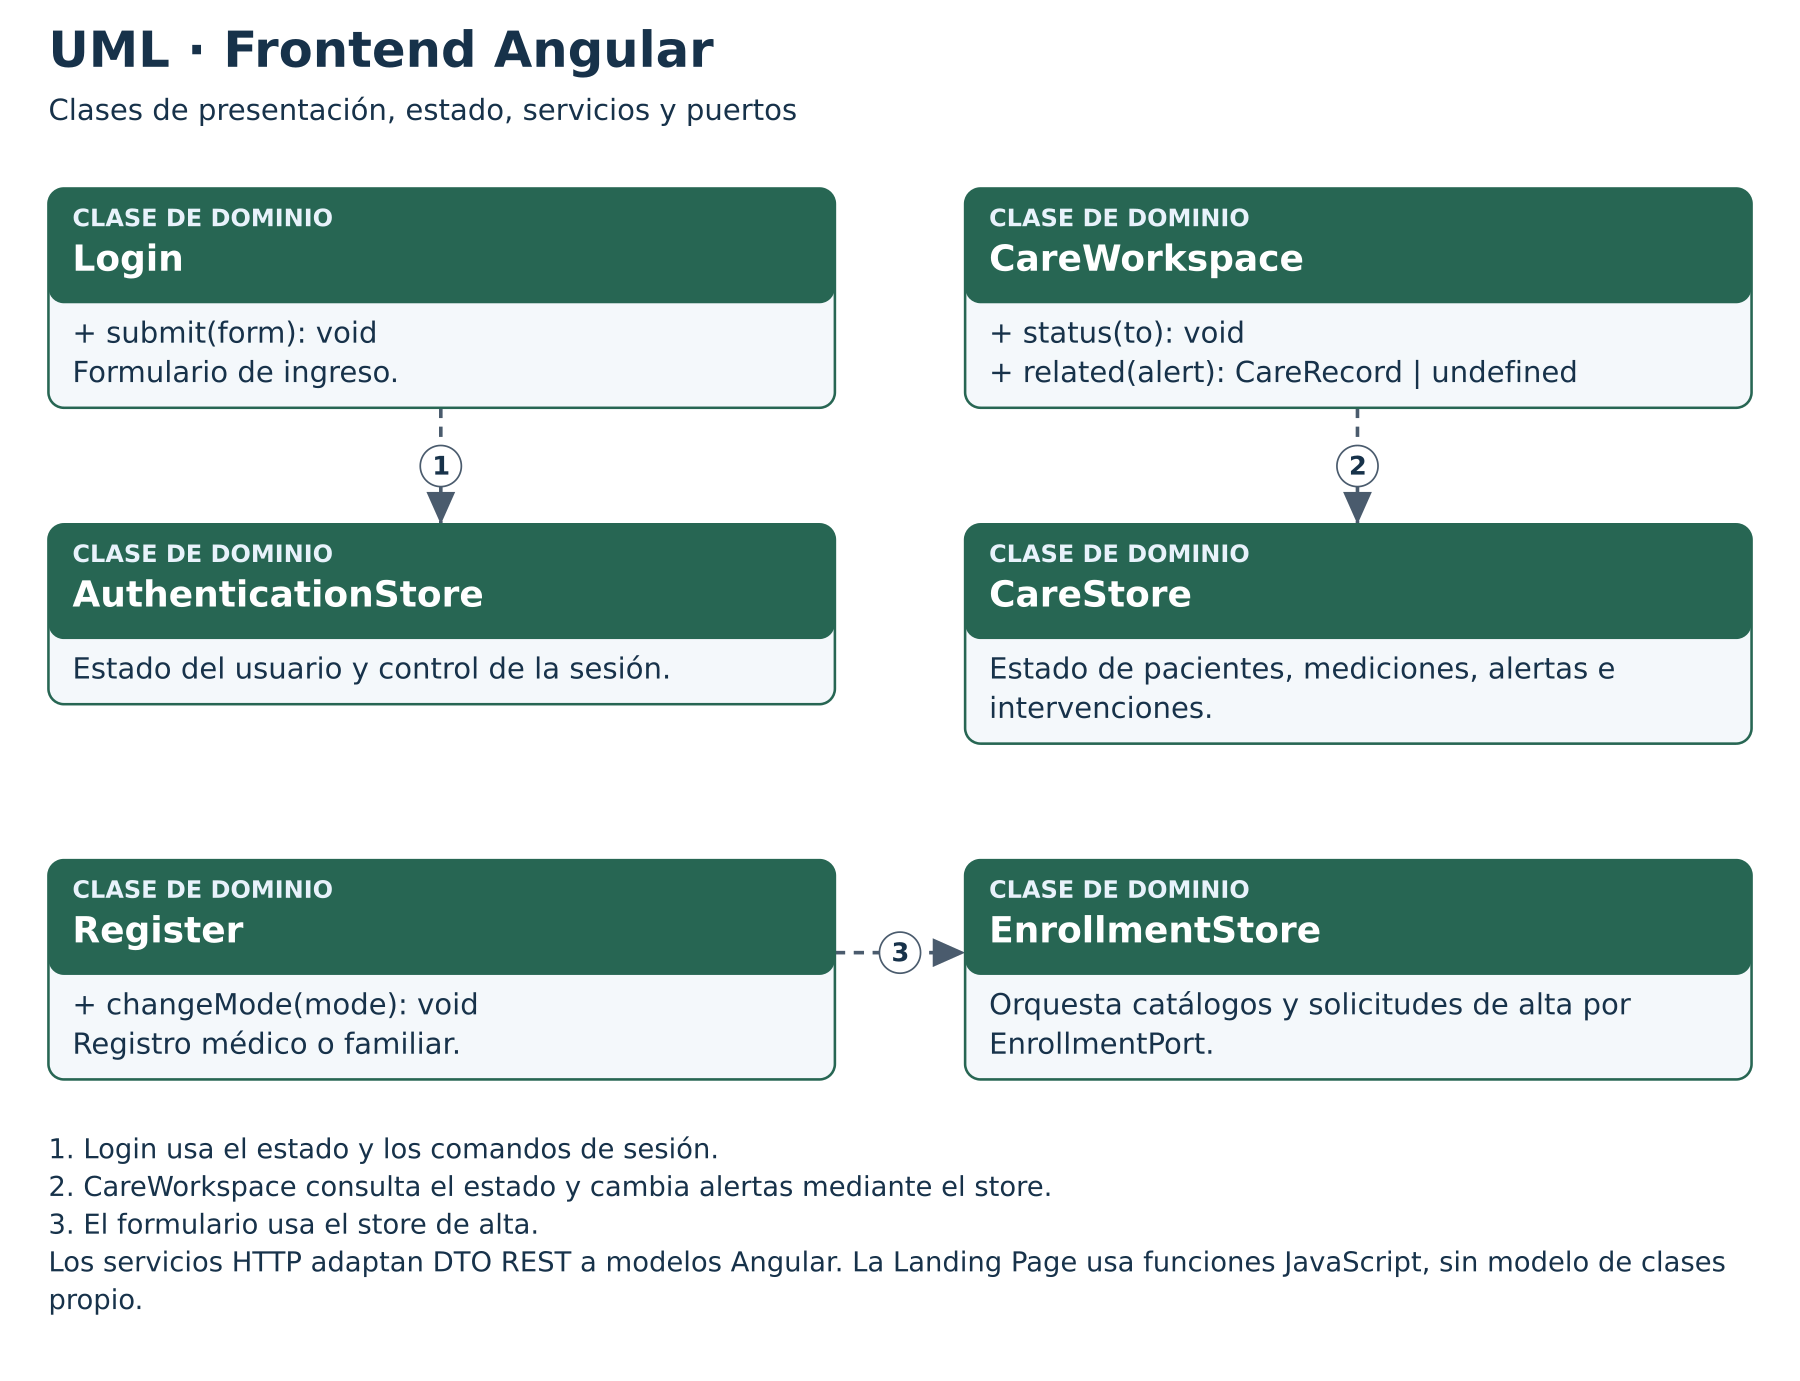 UML · Frontend Angular
Clases de presentación, estado, servicios y puertos
CLASE DE DOMINIO
Login
+ submit(form): void
Formulario de ingreso.
CLASE DE DOMINIO
CareWorkspace
+ status(to): void
+ related(alert): CareRecord | undefined
1
2
CLASE DE DOMINIO
AuthenticationStore
Estado del usuario y control de la sesión.
CLASE DE DOMINIO
CareStore
Estado de pacientes, mediciones, alertas e
intervenciones.
CLASE DE DOMINIO
Register
+ changeMode(mode): void
Registro médico o familiar.
3
CLASE DE DOMINIO
EnrollmentStore
Orquesta catálogos y solicitudes de alta por
EnrollmentPort.
1. Login usa el estado y los comandos de sesión.
2. CareWorkspace consulta el estado y cambia alertas mediante el store.
3. El formulario usa el store de alta.
Los servicios HTTP adaptan DTO REST a modelos Angular. La Landing Page usa funciones JavaScript, sin modelo de clases
propio.